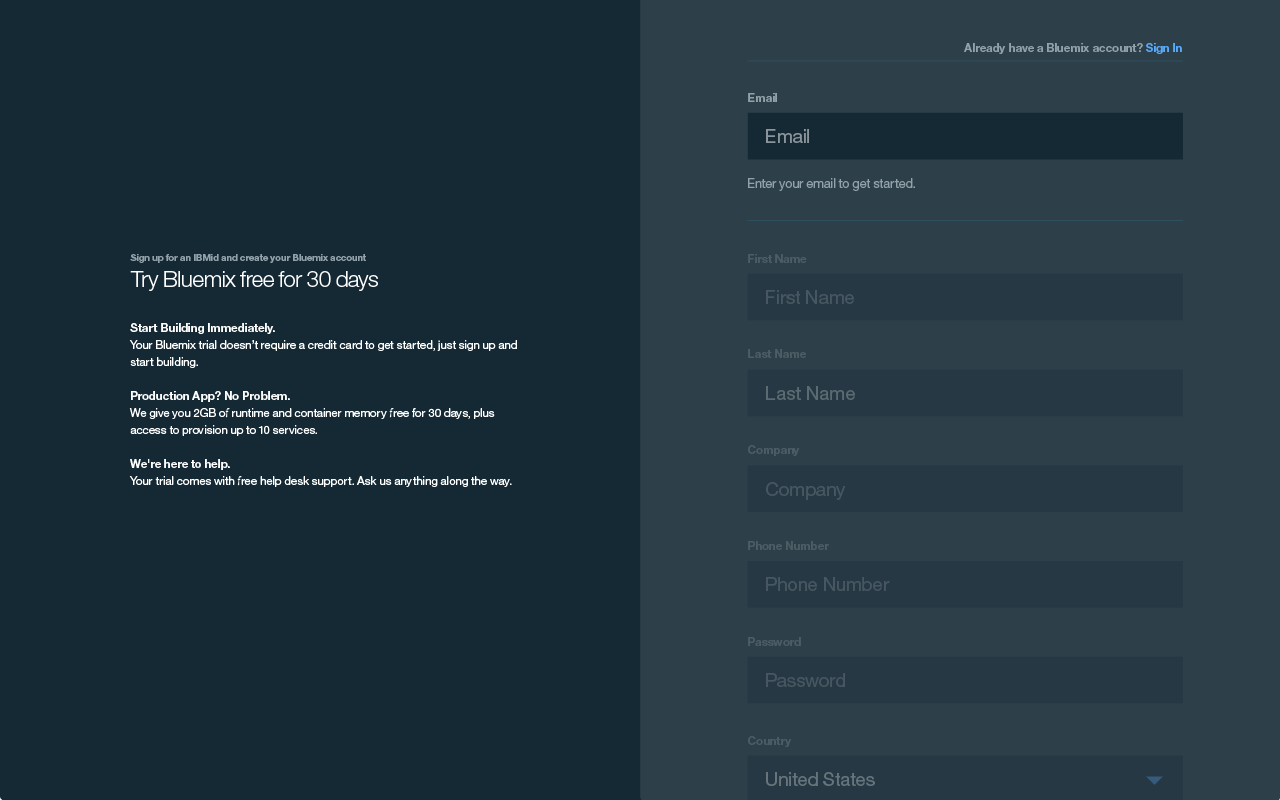 Sign up for an IBMid and create your Bluemix account
Try Bluemix free for 30 days
Start Building Immediately.
Your Bluemix trial doesn't require a credit card to get started, just sign up and
start building.
Production App? No Problem.
We give you 2GB of runtime and container memory free for 30 days, plus
access to provision up to 10 services.
We're here to help.
Your trial comes with free help desk support. Ask us anything along the way.
Already have a Bluemix account? Sign In
Email
Email
Enter your email to get started.
First Name
First Name
Last Name
Last Name
Company
Company
Phone Number
Phone Number
Password
Password
Country
United States